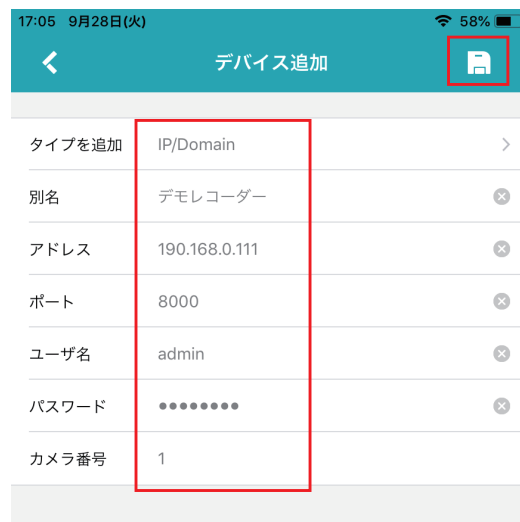 17:05 9月28日(火) 58%
デバイス追加
タイプを追加 IP/Domain
別名 デモレコーダー
アドレス 190.168.0.111
ポート 8000
ユーザ名 admin
パスワード ●●●●●●●●
カメラ番号 1